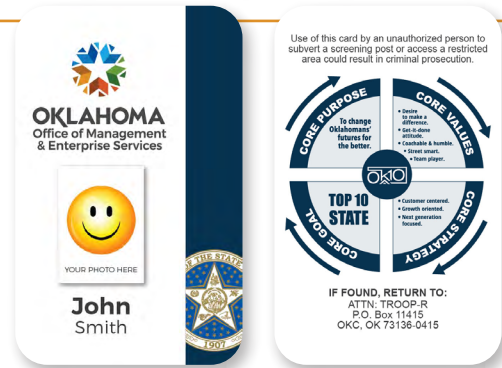 OKLAHOMA
Office of Management
& Enterprise Services
YOUR PHOTO HERE
John
Smith
OF THE STATE
1907
Use of this card by an unauthorized person to
subvert a screening post or access a restricted
area could result in criminal prosecution.
CORE PURPOSE
To change
Oklahomans'
futures for
the better.
CORE VALUES
• Desire
to make a
difference.
• Get-it-done
attitude.
• Coachable & humble.
• Street smart.
• Team player.
OK10
CORE GOAL
TOP 10
STATE
CORE STRATEGY
• Customer centered.
• Growth oriented.
• Next generation
focused.
IF FOUND, RETURN TO:
ATTN: TROOP-R
P.O. Box 11415
OKC, OK 73136-0415